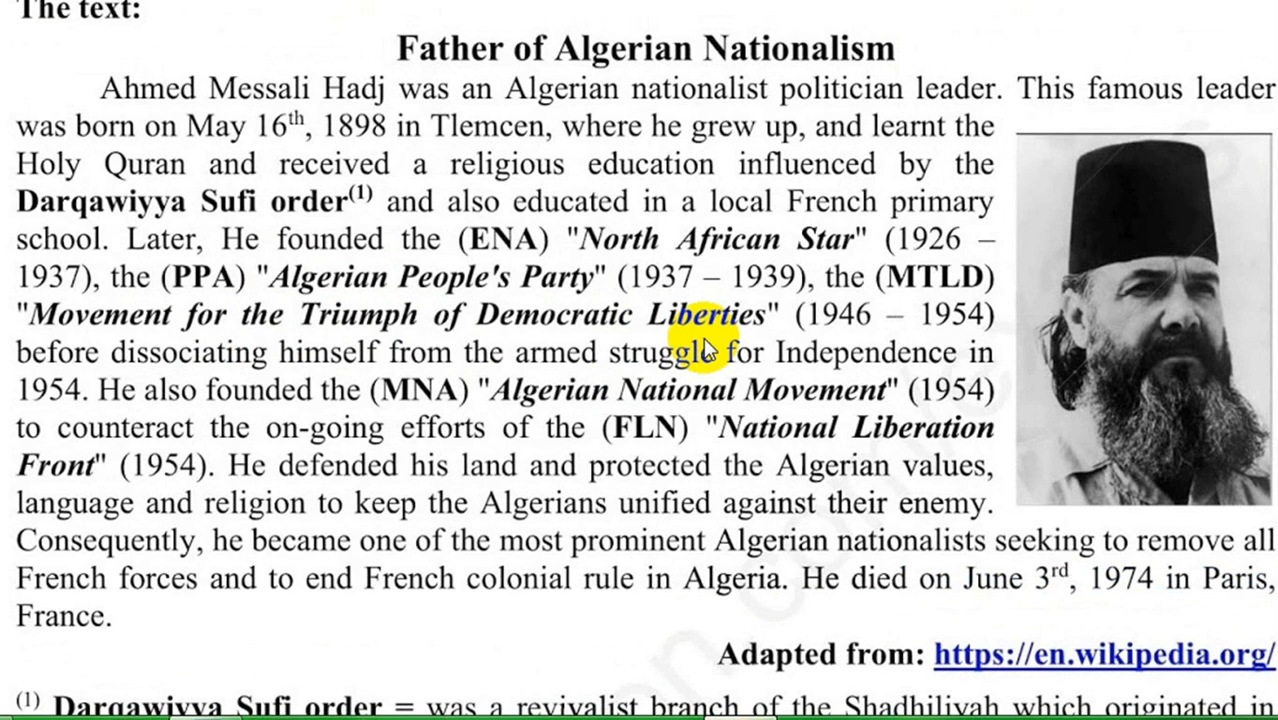 The text:
Father of Algerian Nationalism
Ahmed Messali Hadj was an Algerian nationalist politician leader. This famous leader
was born on May 16th, 1898 in Tlemcen, where he grew up, and learnt the
Holy Quran and received a religious education influenced by the
Darqawiyya Sufi order(1) and also educated in a local French primary
school. Later, He founded the (ENA) "North African Star" (1926 –
1937), the (PPA) "Algerian People's Party" (1937 – 1939), the (MTLD)
"Movement for the Triumph of Democratic Liberties" (1946 – 1954)
before dissociating himself from the armed struggle for Independence in
1954. He also founded the (MNA) "Algerian National Movement" (1954)
to counteract the on-going efforts of the (FLN) "National Liberation
Front" (1954). He defended his land and protected the Algerian values,
language and religion to keep the Algerians unified against their enemy.
Consequently, he became one of the most prominent Algerian nationalists seeking to remove all
French forces and to end French colonial rule in Algeria. He died on June 3rd, 1974 in Paris,
France.
Adapted from: https://en.wikipedia.org/
(1) Darqawiyya Sufi order = was a revivalist branch of the Shadhiliyah which originated in